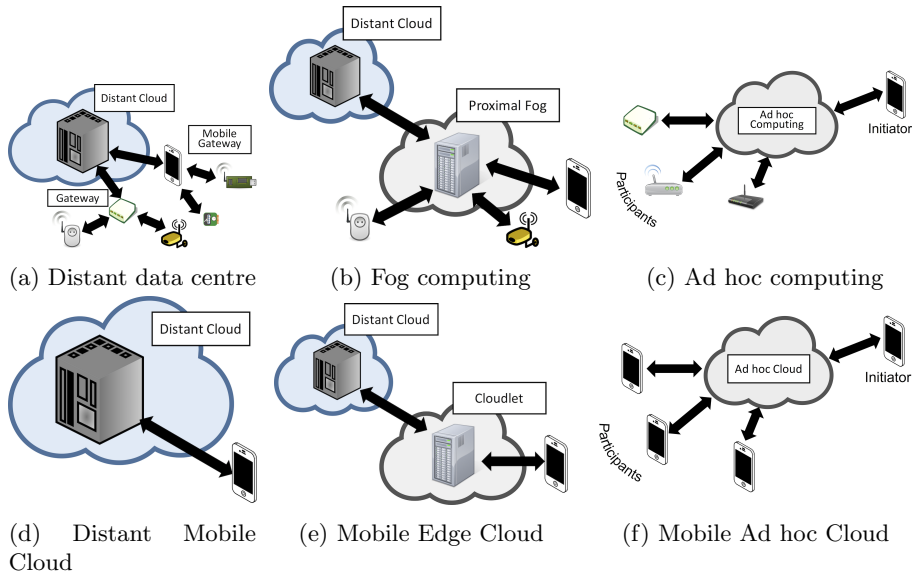 Distant Cloud
Mobile
Gateway
Gateway
(a) Distant data centre
Distant Cloud
Proximal Fog
(b) Fog computing
Ad hoc
Computing
Initiator
Participants
(c) Ad hoc computing
Distant Cloud
(d) Distant Mobile
Cloud
Distant Cloud
Cloudlet
(e) Mobile Edge Cloud
Ad hoc Cloud
Initiator
Participants
(f) Mobile Ad hoc Cloud